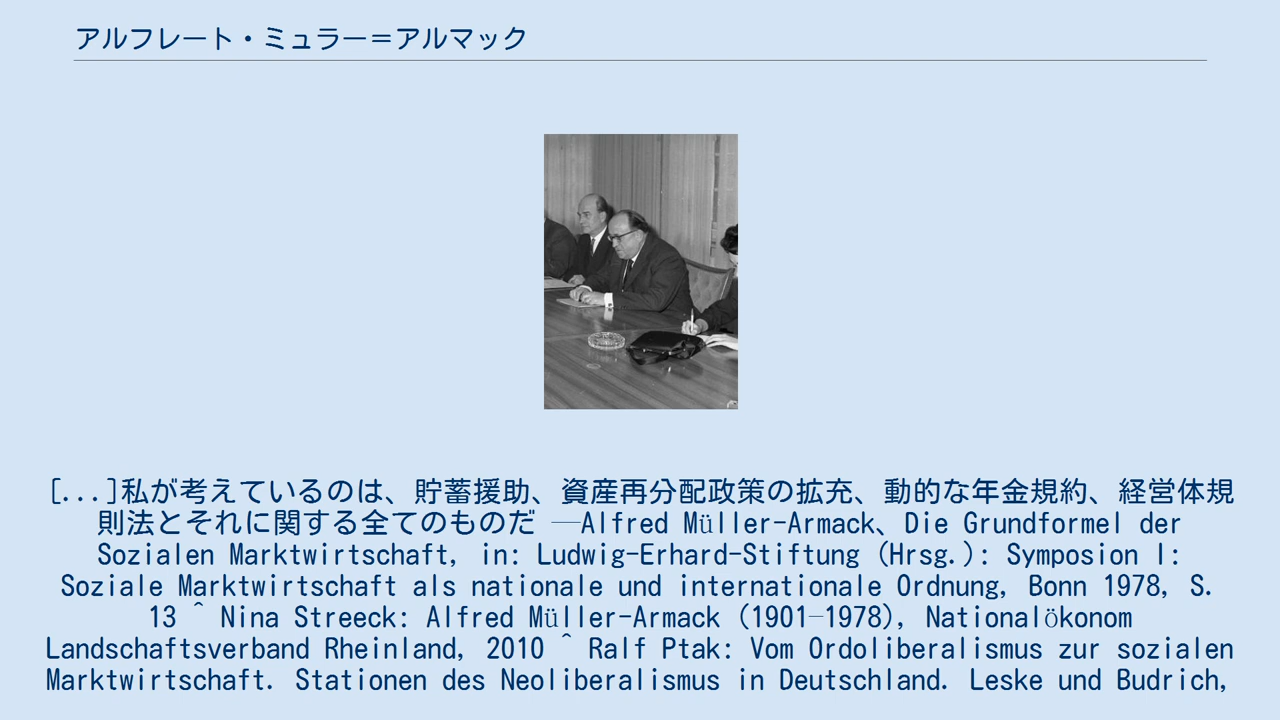 アルフレート・ミュラー＝アルマック
[...]私が考えているのは、貯蓄援助、資産再分配政策の拡充、動的な年金規約、経営体規
則法とそれに関する全てのものだ ―Alfred Müller-Armack、Die Grundformel der
Sozialen Marktwirtschaft, in: Ludwig-Erhard-Stiftung (Hrsg.): Symposion I:
Soziale Marktwirtschaft als nationale und internationale Ordnung, Bonn 1978, S.
13 ^ Nina Streeck: Alfred Müller-Armack (1901–1978), Nationalökonom
Landschaftsverband Rheinland, 2010 ^ Ralf Ptak: Vom Ordoliberalismus zur sozialen
Marktwirtschaft. Stationen des Neoliberalismus in Deutschland. Leske und Budrich,